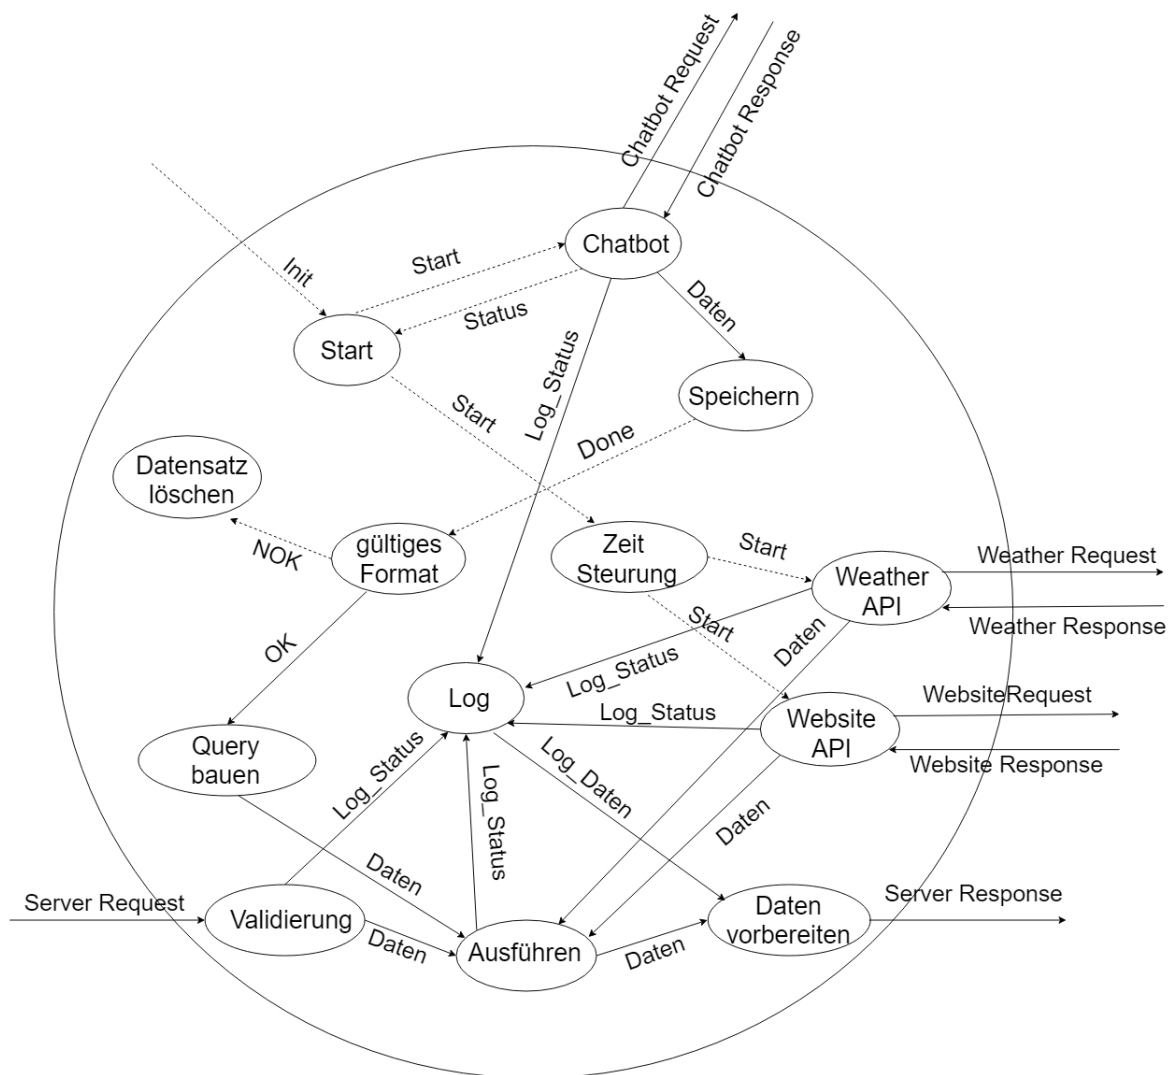 Chatbot Request
Chatbot Response
Chatbot
Init
Start
Status
Daten
Start
Log_Status
Speichern
Start
Done
Datensatz
löschen
NOK
gültiges
Format
Zeit
Steurung
Start
Weather
API
Weather Request
Weather Response
Start
Daten
OK
Log_Status
Log
Log_Status
Website
API
WebsiteRequest
Website Response
Query
bauen
Log_Status
Log_Status
Log_Daten
Daten
Daten
Server Request
Validierung
Daten
Ausführen
Daten
Daten
vorbereiten
Server Response